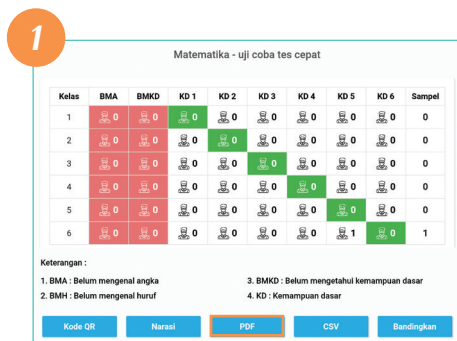 1
Matematika - uji coba tes cepat
Kelas BMA BMKD KD 1 KD 2 KD 3 KD 4 KD 5 KD 6 Sampel
1 0 0 0 0 0 0 0 0 0
2 0 0 0 0 0 0 0 0 0
3 0 0 0 0 0 0 0 0 0
4 0 0 0 0 0 0 0 0 0
5 0 0 0 0 0 0 0 0 0
6 0 0 0 0 0 0 1 0 1
Keterangan :
1. BMA : Belum mengenal angka 3. BMKD : Belum mengetahui kemampuan dasar
2. BMH : Belum mengenal huruf 4. KD : Kemampuan dasar
Kode QR Narasi PDF CSV Bandingkan